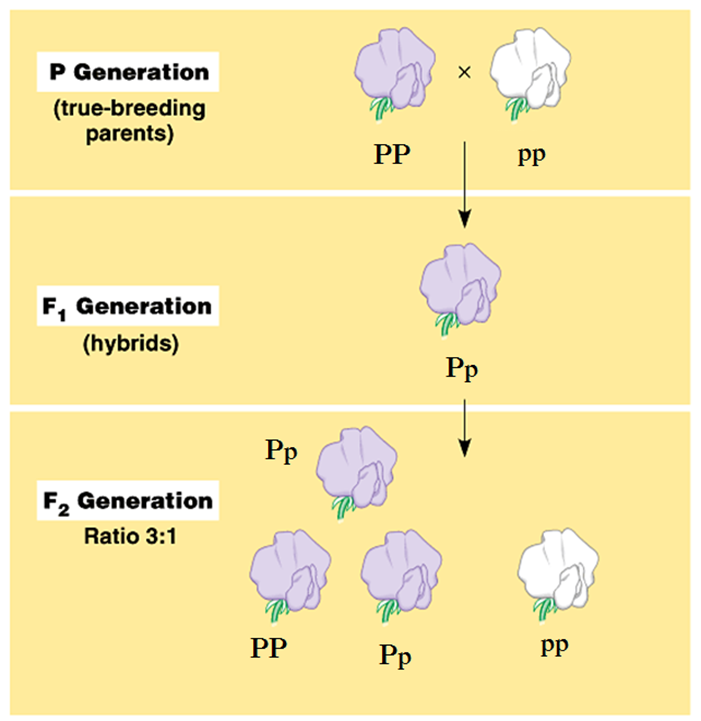 P Generation
(true-breeding
parents)
×
PP
pp
F₁ Generation
(hybrids)
Pp
F₂ Generation
Ratio 3:1
Pp
PP
Pp
pp